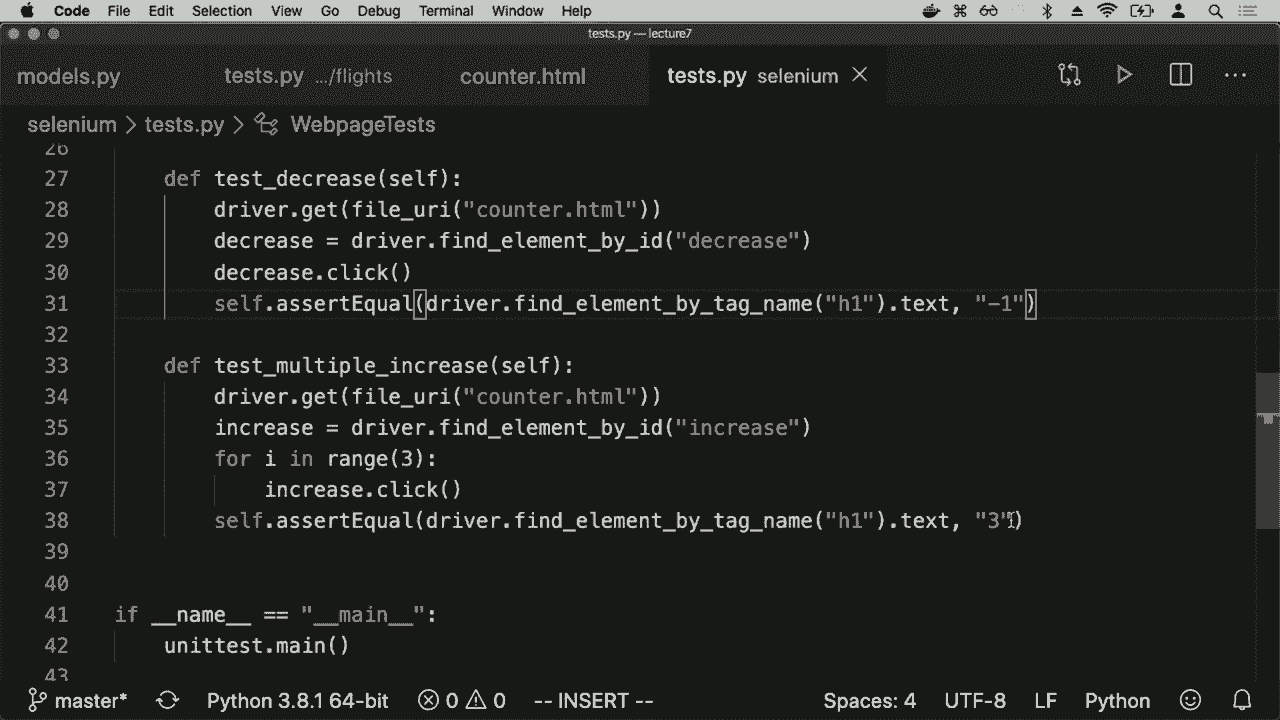 Code File Edit Selection View Go Debug Terminal Window Help
tests.py — lecture7
models.py tests.py .../flights counter.html tests.py selenium
selenium > tests.py > WebpageTests
26
27 def test_decrease(self):
28 driver.get(file_uri("counter.html"))
29 decrease = driver.find_element_by_id("decrease")
30 decrease.click()
31 self.assertEqual(driver.find_element_by_tag_name("h1").text, "-1")
32
33 def test_multiple_increase(self):
34 driver.get(file_uri("counter.html"))
35 increase = driver.find_element_by_id("increase")
36 for i in range(3):
37 increase.click()
38 self.assertEqual(driver.find_element_by_tag_name("h1").text, "3")
39
40
41 if __name__ == "__main__":
42 unittest.main()
43
master* Python 3.8.1 64-bit 0 0 -- INSERT -- Spaces: 4 UTF-8 LF Python